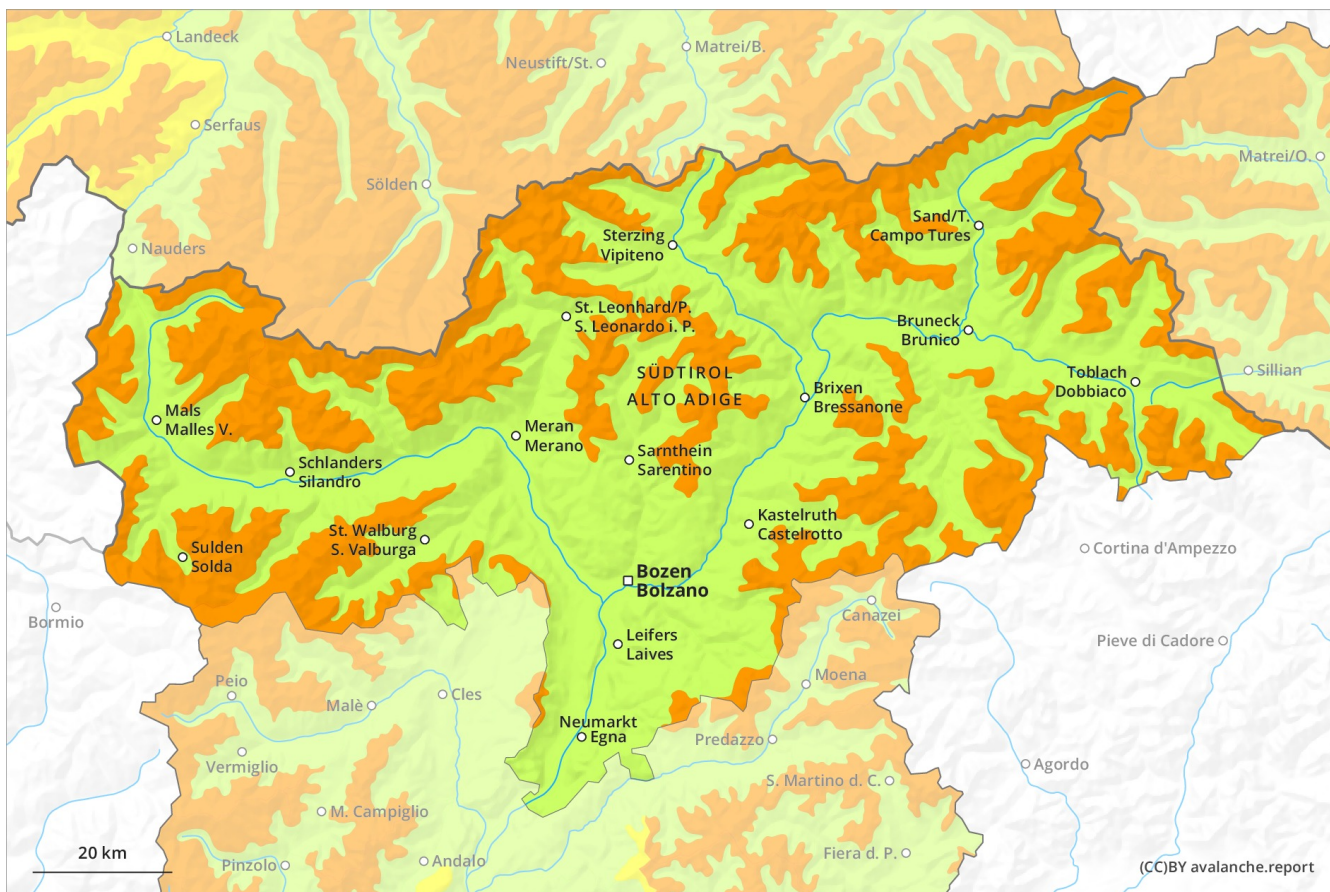 Landeck
Matrei/B.
Neustift/St.
Serfaus
Matrei/O.
Sölden
Sand/T.
Campo Tures
Sterzing
Vipiteno
Nauders
St. Leonhard/P.
S. Leonardo i. P.
Bruneck
Brunico
SÜDTIROL
ALTO ADIGE
Toblach
Dobbiaco
Sillian
Brixen
Bressanone
Mals
Malles V.
Meran
Merano
Sarnthein
Sarentino
Schlanders
Silandro
Kastelruth
Castelrotto
St. Walburg
S. Valburga
Sulden
Solda
Cortina d'Ampezzo
Bozen
Bolzano
Bormio
Canazei
Leifers
Laives
Pieve di Cadore
Peio
Moena
Malè
Cles
Neumarkt
Egna
Predazzo
Vermiglio
Agordo
S. Martino d. C.
M. Campiglio
20 km
Pinzolo
Andalo
Fiera d. P.
(CC)BY avalanche.report